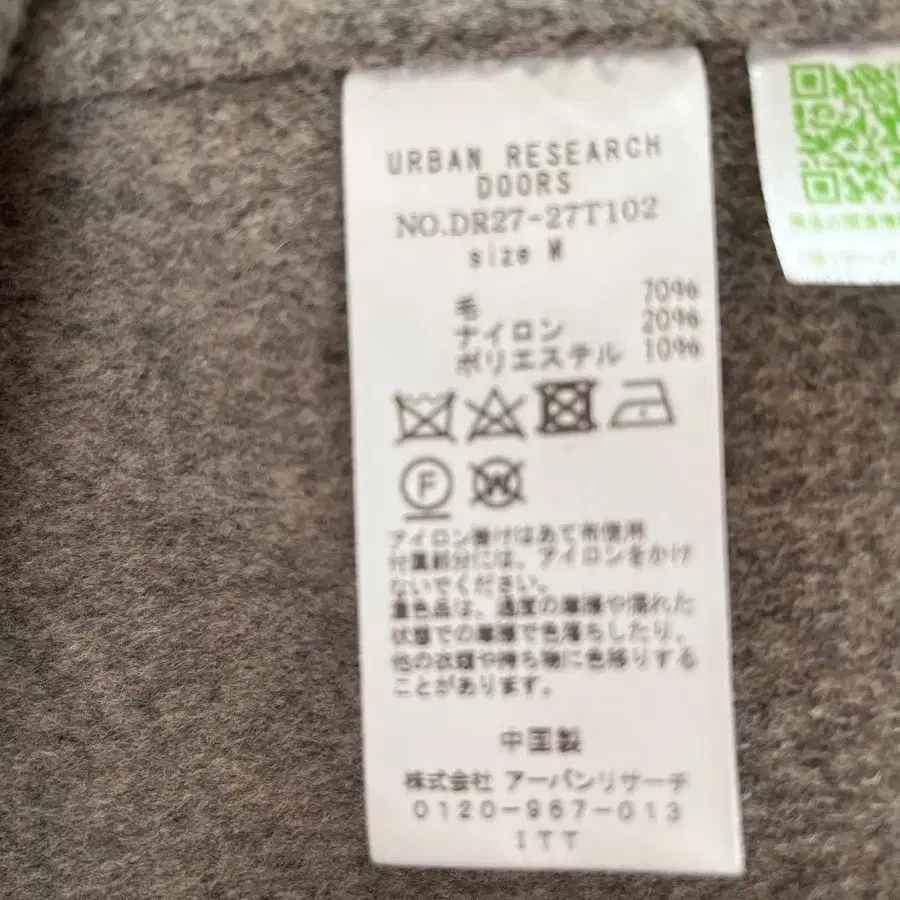 URBAN RESEARCH
DOORS
NO.DR27-27T102
size M
毛 70%
ナイロン 20%
ポリエステル 10%
F
W
アイロン掛けはあて布使用
付属部分には、アイロンをかけ
ないでください。
着色品は、過度の摩擦や濡れた
状態での摩擦で色落ちしたり、
他の衣類や持ち物に色移りする
ことがあります。
中国製
株式会社 アーバンリサーチ
0120-967-013
ITT